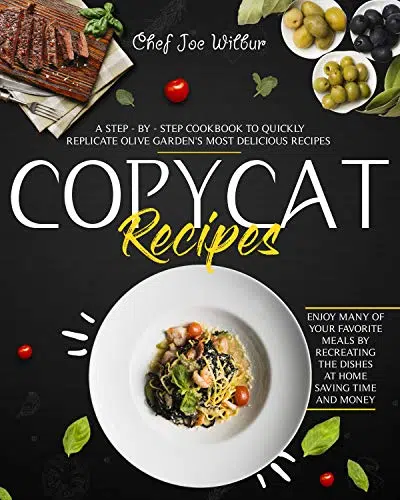 Chef Joe Wilbur
A STEP - BY - STEP COOKBOOK TO QUICKLY
REPLICATE OLIVE GARDEN'S MOST DELICIOUS RECIPES
COPYCAT
Recipes
ENJOY MANY OF
YOUR FAVORITE
MEALS BY
RECREATING
THE DISHES
AT HOME
SAVING TIME
AND MONEY